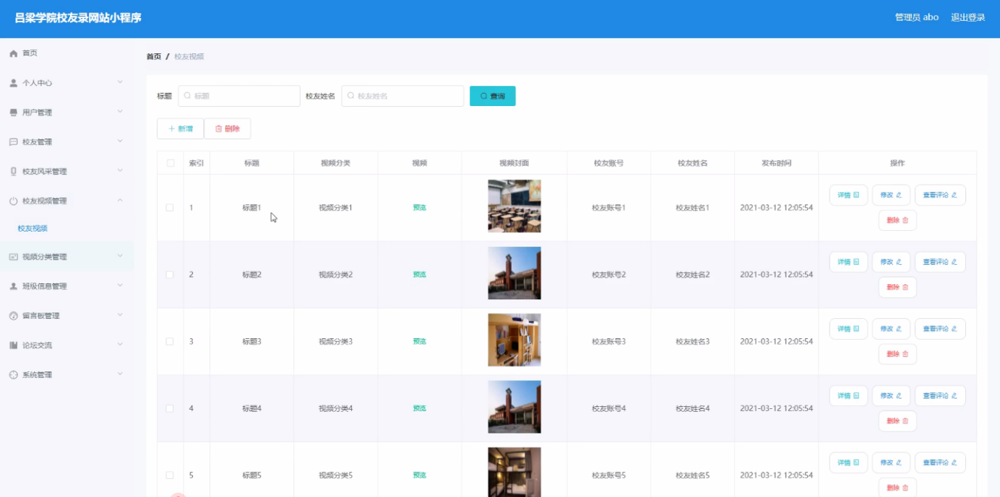 吕梁学院校友录网站小程序
管理员 abo 退出登录
首页
个人中心
用户管理
校友管理
校友风采管理
校友视频管理
校友视频
视频分类管理
班级信息管理
留言板管理
论坛交流
系统管理
首页 / 校友视频
标题 标题 校友姓名 校友姓名 查询
新增 删除
索引 标题 视频分类 视频 视频封面 校友账号 校友姓名 发布时间 操作
1 标题1 视频分类1 预览 校友账号1 校友姓名1 2021-03-12 12:05:54 详情 修改 查看评论
删除
2 标题2 视频分类2 预览 校友账号2 校友姓名2 2021-03-12 12:05:54 详情 修改 查看评论
删除
3 标题3 视频分类3 预览 校友账号3 校友姓名3 2021-03-12 12:05:54 详情 修改 查看评论
删除
4 标题4 视频分类4 预览 校友账号4 校友姓名4 2021-03-12 12:05:54 详情 修改 查看评论
删除
5 标题5 视频分类5 预览 校友账号5 校友姓名5 2021-03-12 12:05:54 详情 修改 查看评论
删除